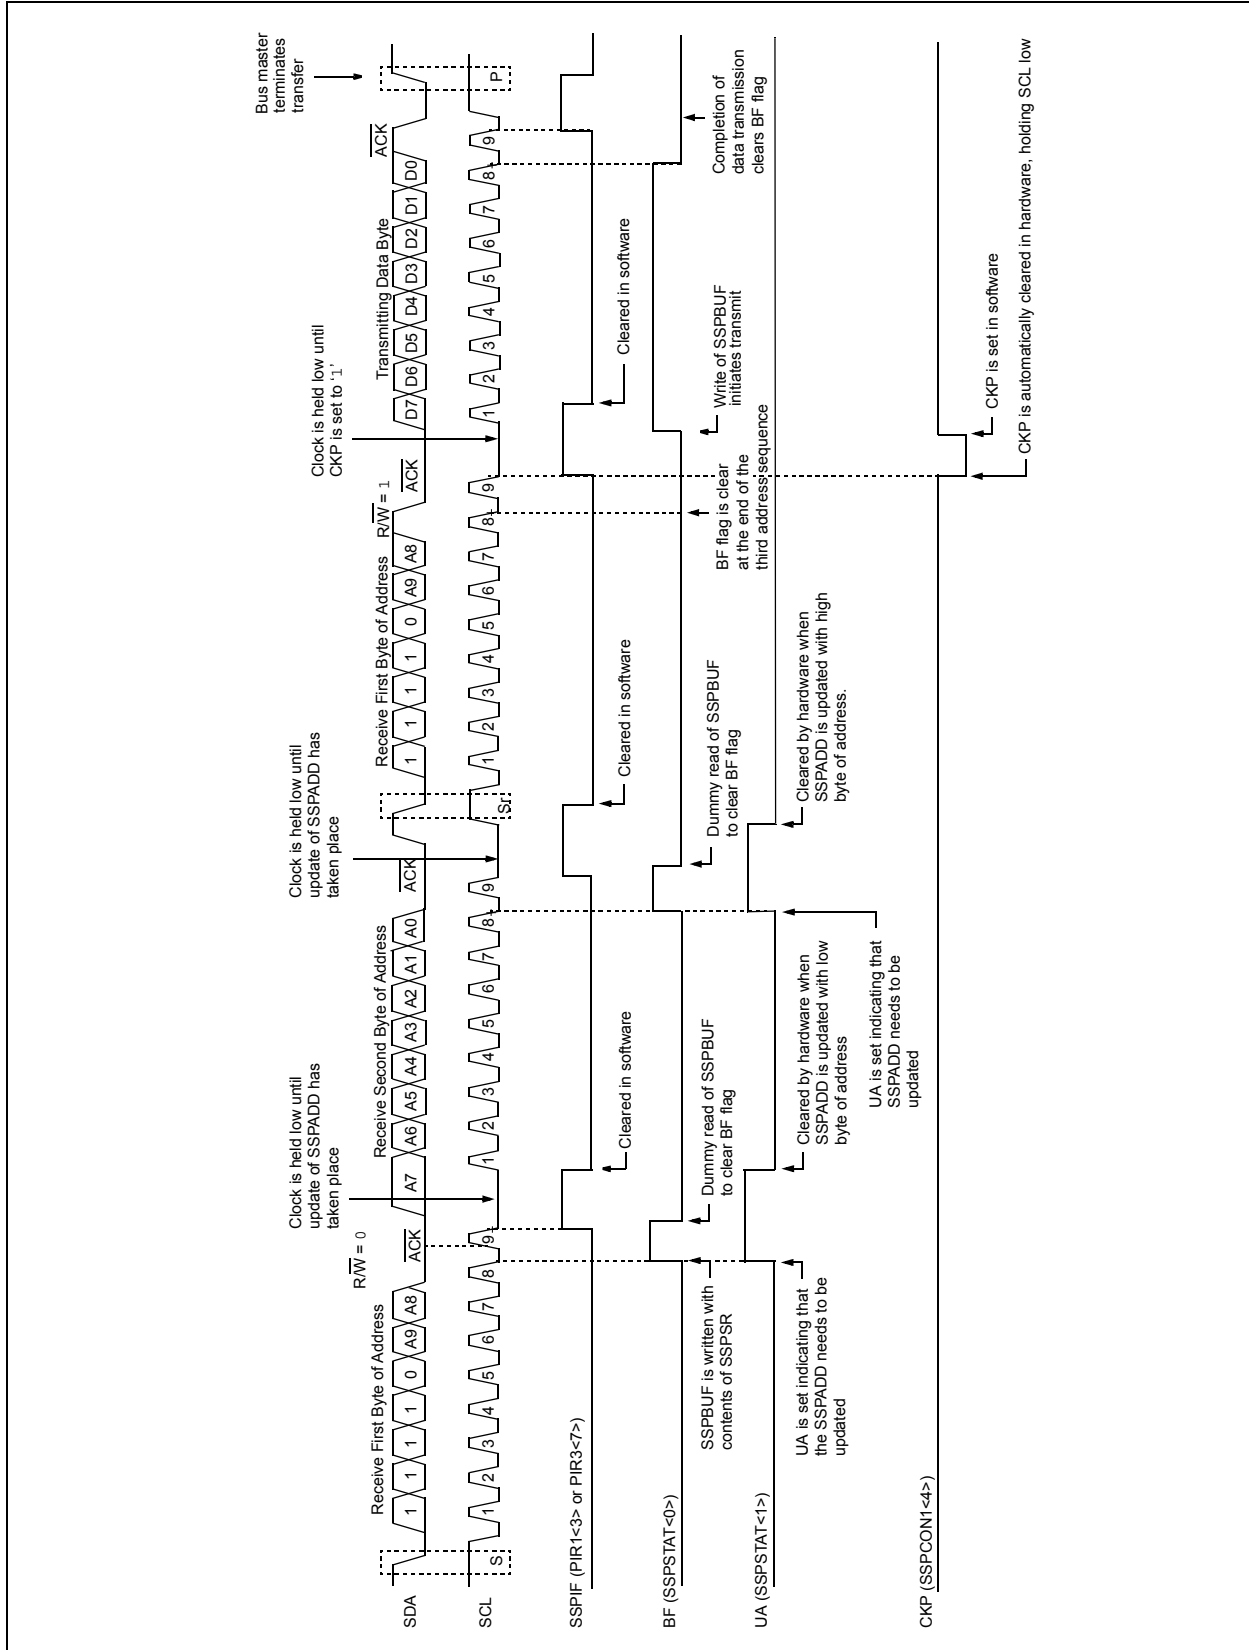 Bus master
terminates
transfer
Clock is held low until
CKP is set to ‘1’
Clock is held low until
update of SSPADD has
taken place
Clock is held low until
update of SSPADD has
taken place
R/W = 0
R/W = 1
SDA
Receive First Byte of Address
1 1 1 1 0 A9 A8
ACK
Receive Second Byte of Address
A7 A6 A5 A4 A3 A2 A1 A0
ACK
Receive First Byte of Address
1 1 1 1 0 A9 A8
ACK
Transmitting Data Byte
D7 D6 D5 D4 D3 D2 D1 D0
ACK
SCL
S
1 2 3 4 5 6 7 8 9
1 2 3 4 5 6 7 8 9
Sr
1 2 3 4 5 6 7 8 9
1 2 3 4 5 6 7 8 9
P
SSPIF (PIR1<3> or PIR3<7>)
Cleared in software
Cleared in software
Cleared in software
BF (SSPSTAT<0>)
SSPBUF is written with
contents of SSPSR
Dummy read of SSPBUF
to clear BF flag
Dummy read of SSPBUF
to clear BF flag
BF flag is clear
at the end of the
third address sequence
Write of SSPBUF
initiates transmit
Completion of
data transmission
clears BF flag
UA (SSPSTAT<1>)
UA is set indicating that
the SSPADD needs to be
updated
Cleared by hardware when
SSPADD is updated with low
byte of address
UA is set indicating that
SSPADD needs to be
updated
Cleared by hardware when
SSPADD is updated with high
byte of address.
CKP (SSPCON1<4>)
CKP is set in software
CKP is automatically cleared in hardware, holding SCL low